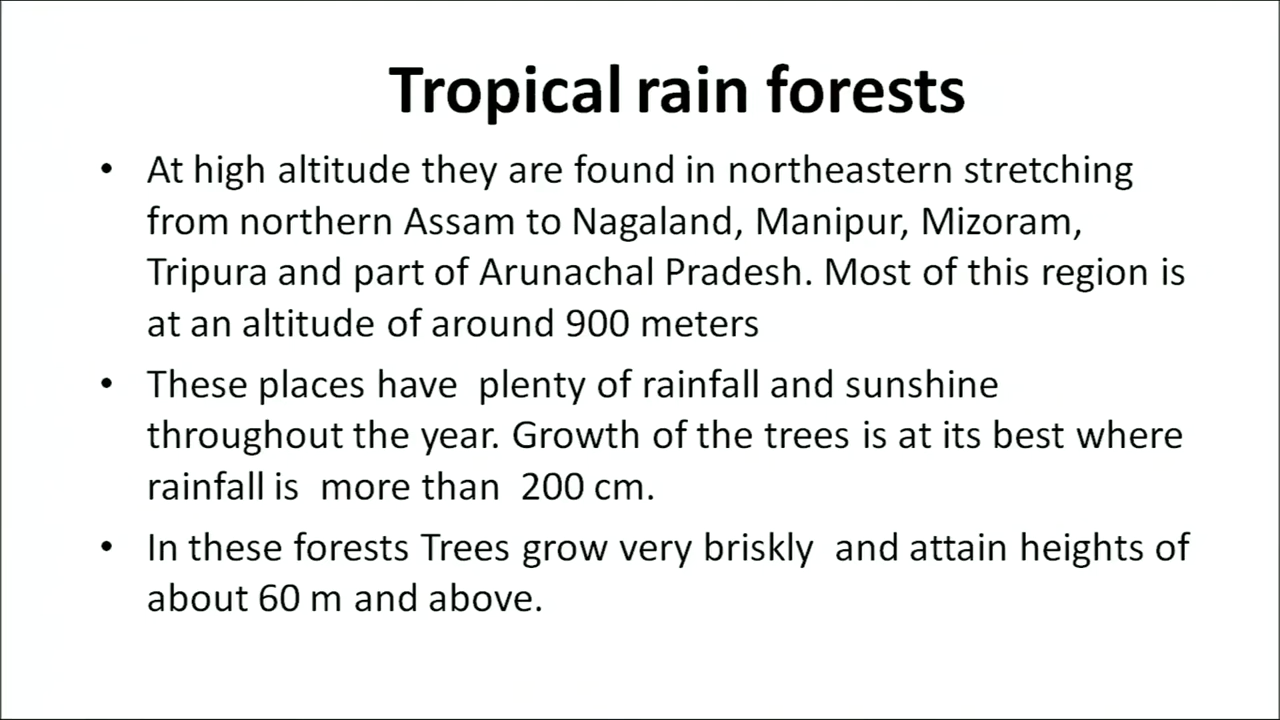 Tropical rain forests
• At high altitude they are found in northeastern stretching
from northern Assam to Nagaland, Manipur, Mizoram,
Tripura and part of Arunachal Pradesh. Most of this region is
at an altitude of around 900 meters
• These places have  plenty of rainfall and sunshine
throughout the year. Growth of the trees is at its best where
rainfall is  more than  200 cm.
• In these forests Trees grow very briskly  and attain heights of
about 60 m and above.